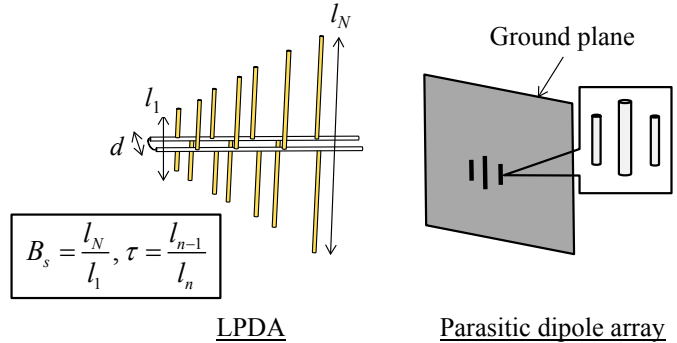 l_N
Ground plane
l_1
d
B_s = l_N / l_1 , τ = l_{n-1} / l_n
LPDA
Parasitic dipole array